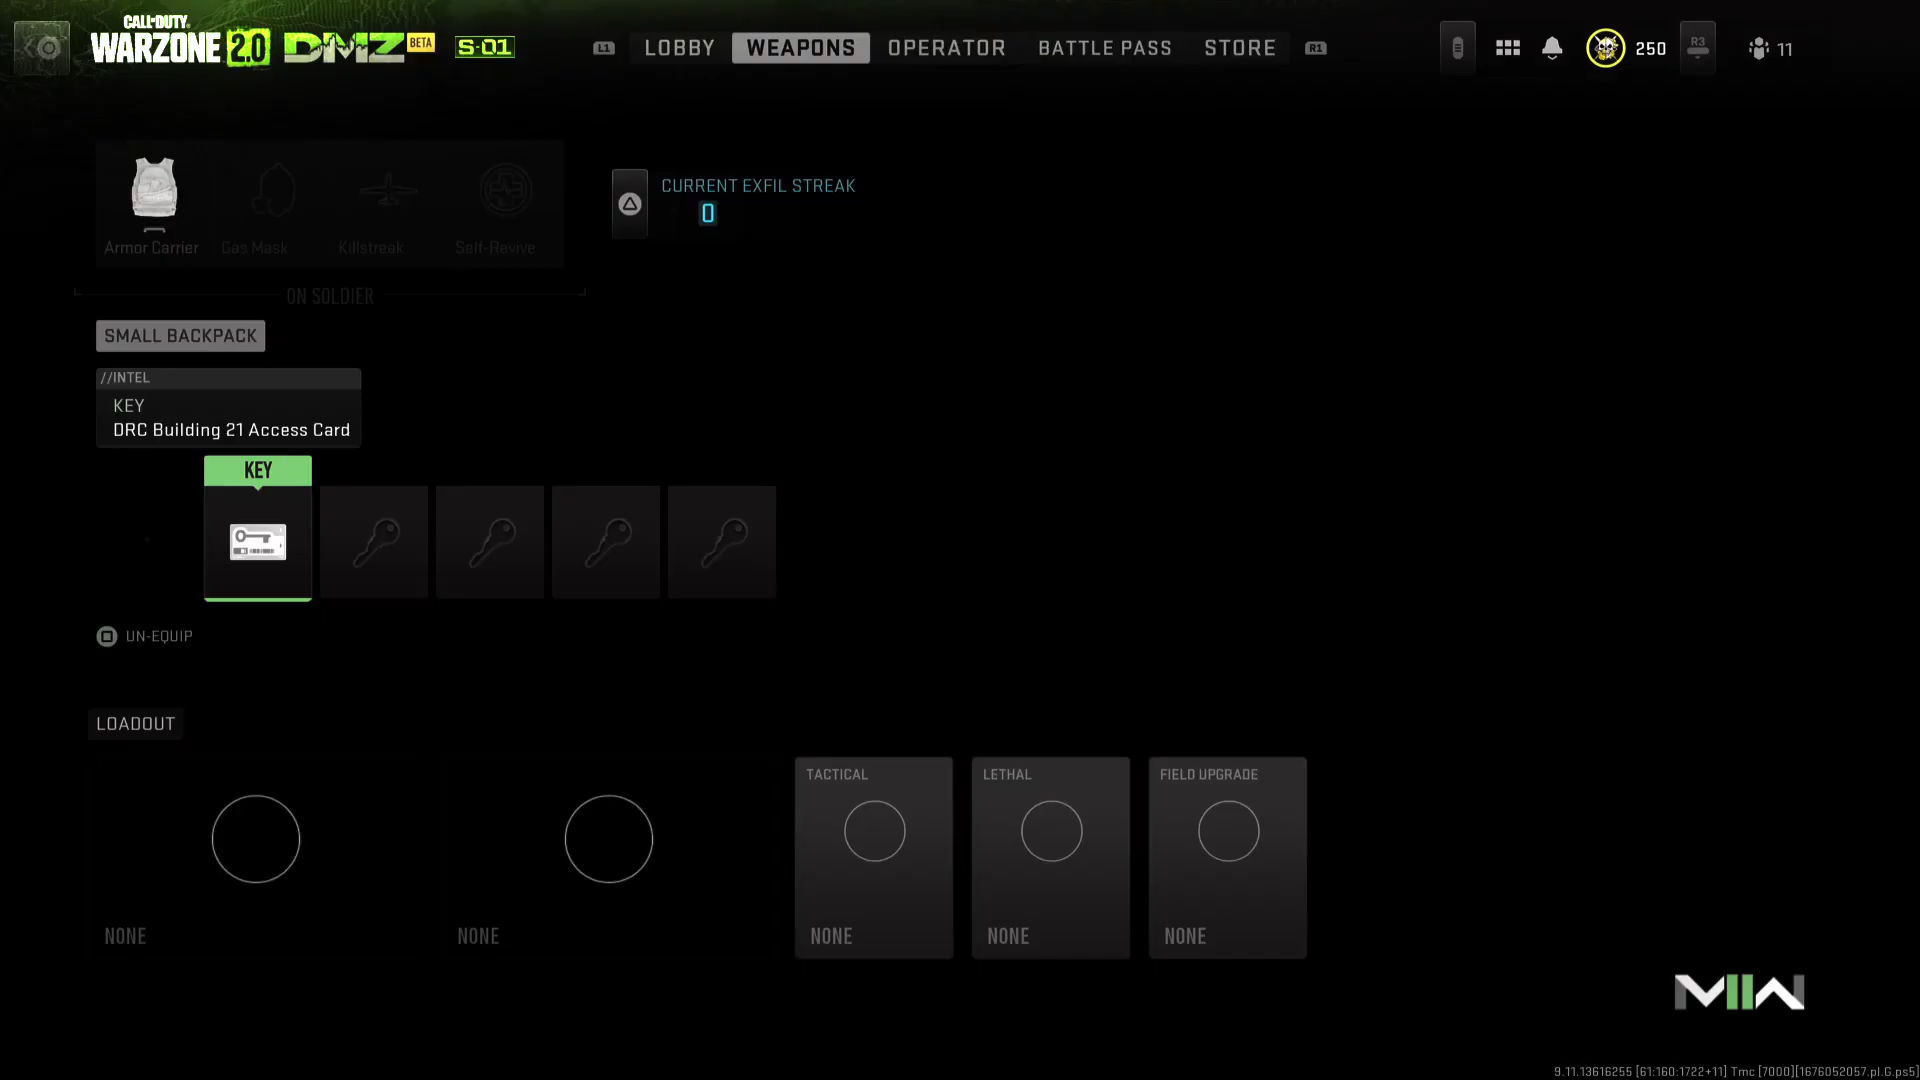 CALL OF DUTY.
WARZONE 2.0 DMZ BETA S-01
L1 LOBBY WEAPONS OPERATOR BATTLE PASS STORE R1
250 R3 11
Armor Carrier Gas Mask Killstreak Self-Revive
CURRENT EXFIL STREAK
0
ON SOLDIER
SMALL BACKPACK
//INTEL
KEY
DRC Building 21 Access Card
KEY
UN-EQUIP
LOADOUT
TACTICAL LETHAL FIELD UPGRADE
NONE NONE NONE NONE NONE
MIIW
9.11.13616255 [61:160:1722+11] Tmc [7000][1676052057.pl.G.ps5]